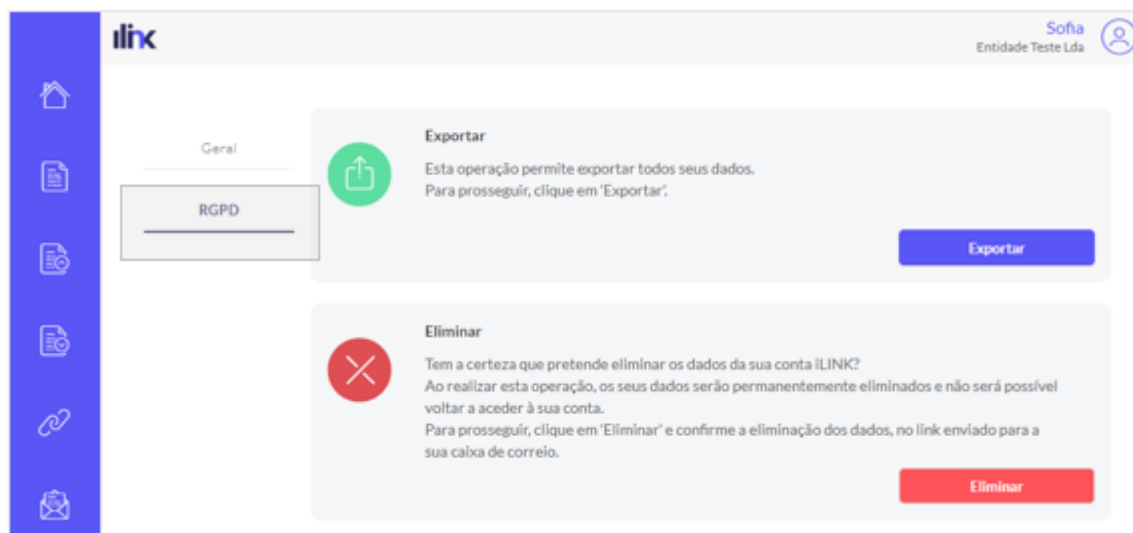 ilink
Sofia
Entidade Teste Lda
Geral
RGPD
Exportar
Esta operação permite exportar todos seus dados.
Para prosseguir, clique em 'Exportar'.
Exportar
Eliminar
Tem a certeza que pretende eliminar os dados da sua conta iLINK?
Ao realizar esta operação, os seus dados serão permanentemente eliminados e não será possível
voltar a aceder à sua conta.
Para prosseguir, clique em 'Eliminar' e confirme a eliminação dos dados, no link enviado para a
sua caixa de correio.
Eliminar